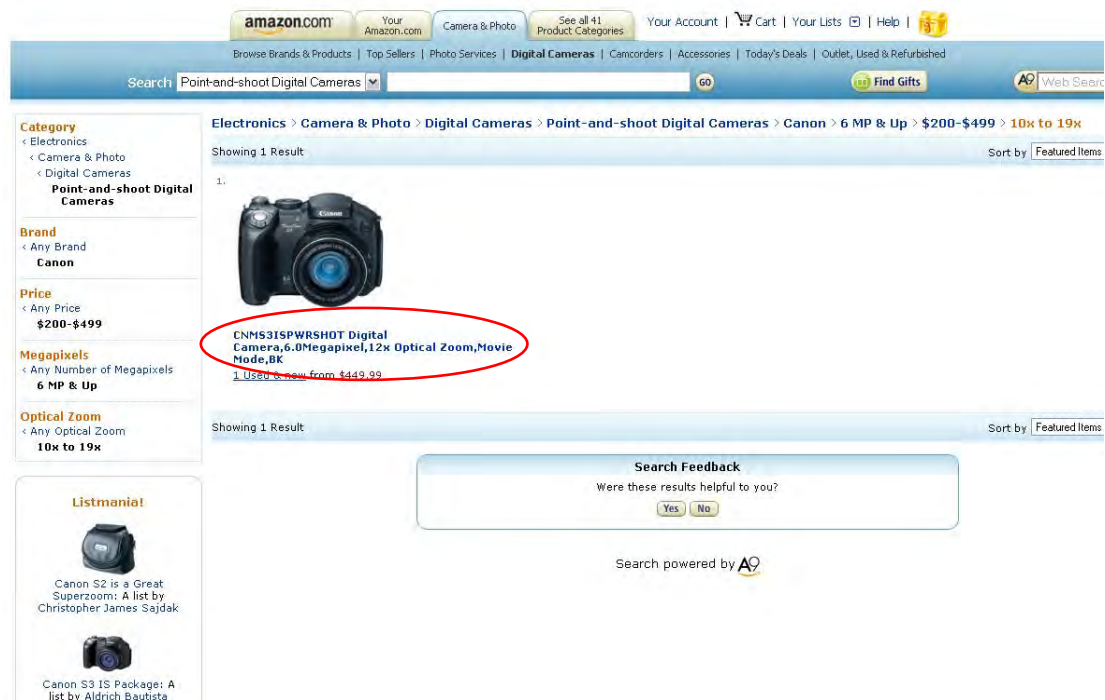 amazon.com
Your
Amazon.com
Camera & Photo
See all 41
Product Categories
Your Account | Cart | Your Lists | Help |
Browse Brands & Products | Top Sellers | Photo Services | Digital Cameras | Camcorders | Accessories | Today's Deals | Outlet, Used & Refurbished
Search Point-and-shoot Digital Cameras GO Find Gifts A9 Web Searc
Electronics > Camera & Photo > Digital Cameras > Point-and-shoot Digital Cameras > Canon > 6 MP & Up > $200-$499 > 10x to 19x
Showing 1 Result
Sort by Featured Items
Category
< Electronics
< Camera & Photo
< Digital Cameras
Point-and-shoot Digital
Cameras
Brand
< Any Brand
Canon
Price
< Any Price
$200-$499
Megapixels
< Any Number of Megapixels
6 MP & Up
Optical Zoom
< Any Optical Zoom
10x to 19x
1.
Canon
CNMS3ISPWRSHOT Digital
Camera,6.0Megapixel,12x Optical Zoom,Movie
Mode,BK
1 Used & new from $449.99
Showing 1 Result
Sort by Featured Items
Search Feedback
Were these results helpful to you?
Yes No
Search powered by A9
Listmania!
Canon S2 is a Great
Superzoom: A list by
Christopher James Sajdak
Canon S3 IS Package: A
list by Aldrich Bautista